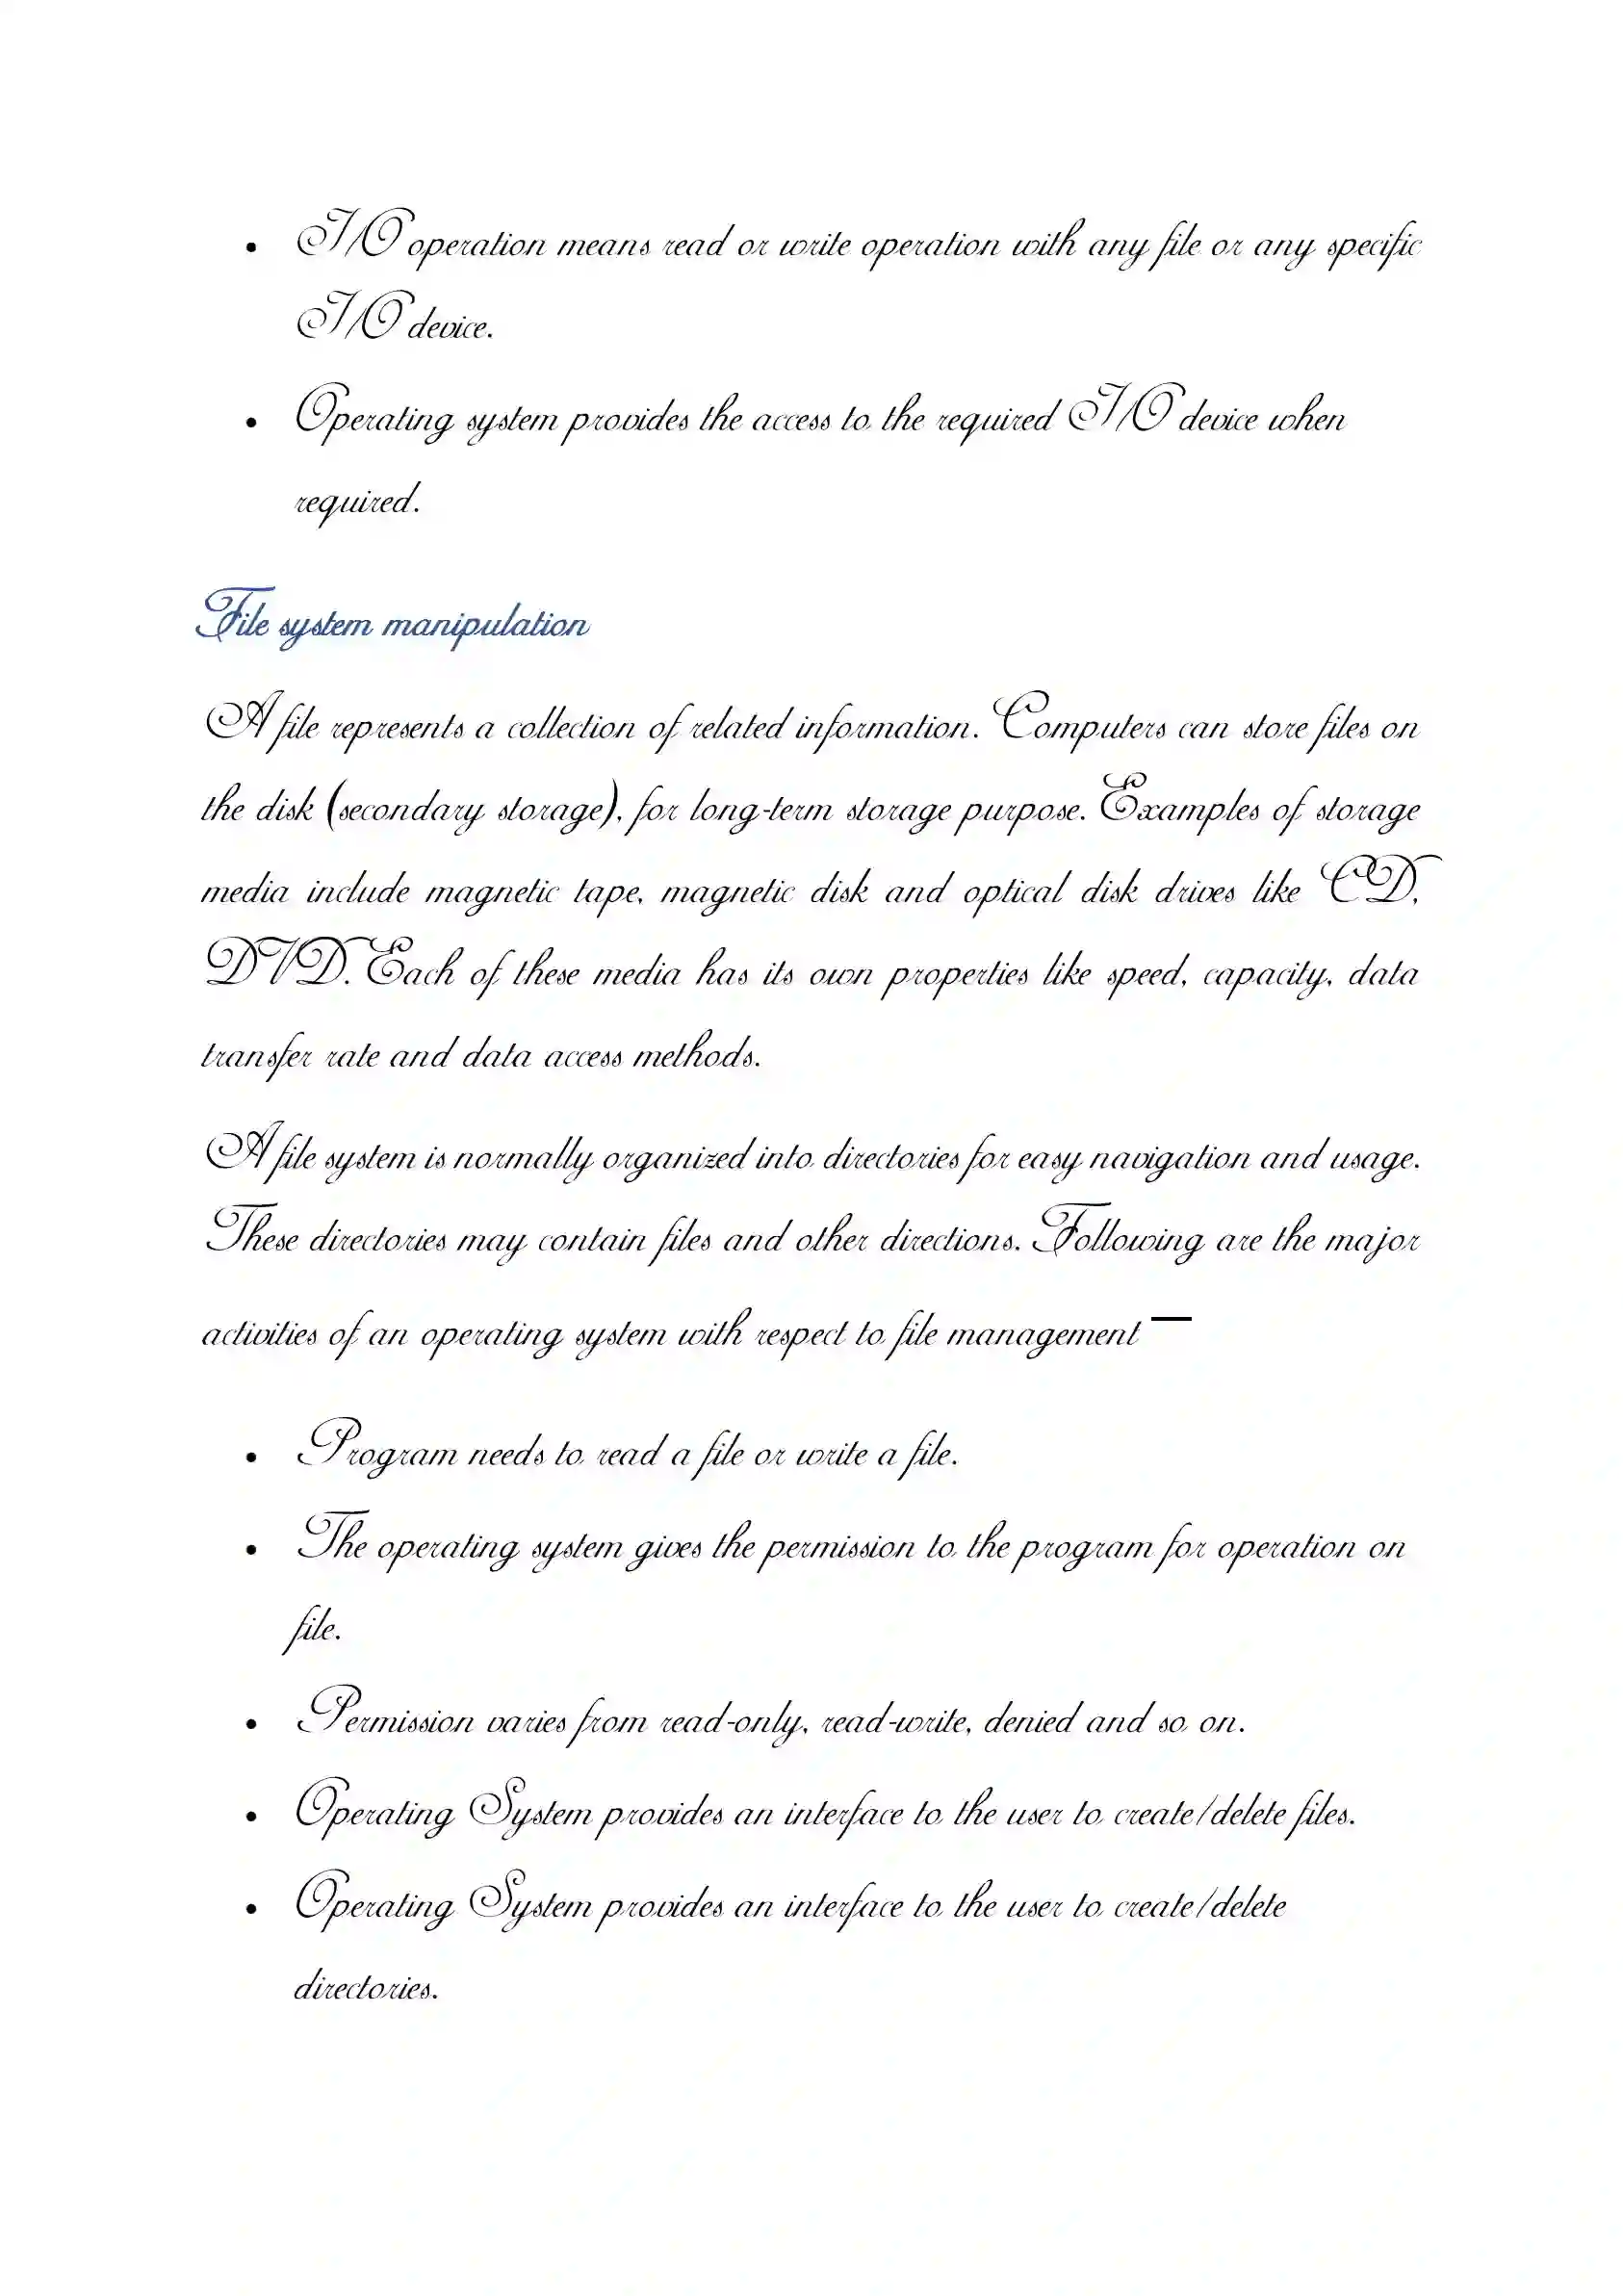 • I/O operation means read or write operation with any file or any specific
I/O device.
• Operating system provides the access to the required I/O device when
required.
File system manipulation
A file represents a collection of related information. Computers can store files on
the disk (secondary storage), for long-term storage purpose. Examples of storage
media include magnetic tape, magnetic disk and optical disk drives like CD,
DVD. Each of these media has its own properties like speed, capacity, data
transfer rate and data access methods.
A file system is normally organized into directories for easy navigation and usage.
These directories may contain files and other directions. Following are the major
activities of an operating system with respect to file management −
• Program needs to read a file or write a file.
• The operating system gives the permission to the program for operation on
file.
• Permission varies from read-only, read-write, denied and so on.
• Operating System provides an interface to the user to create/delete files.
• Operating System provides an interface to the user to create/delete
directories.